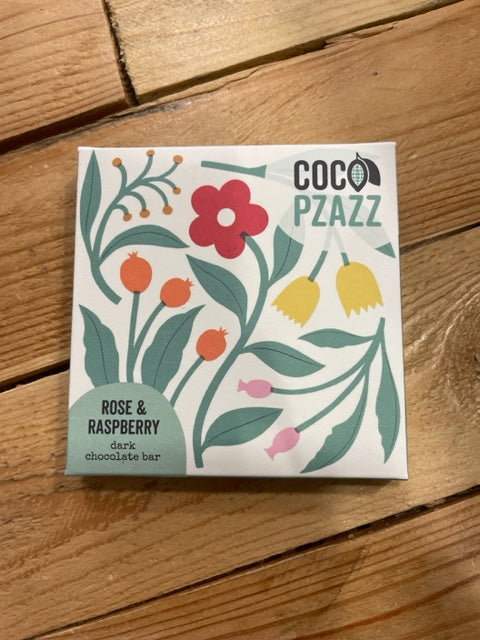 COCO
PZAZZ
ROSE &
RASPBERRY
dark
chocolate bar